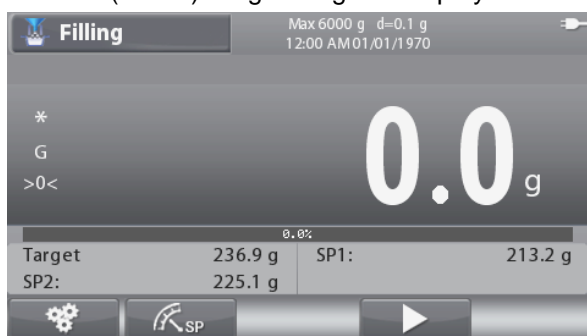 Filling
Max 6000 g d=0.1 g
12:00 AM 01/01/1970
*
G
>0<
0.0 g
0.0%
Target 236.9 g SP1: 213.2 g
SP2: 225.1 g
SP